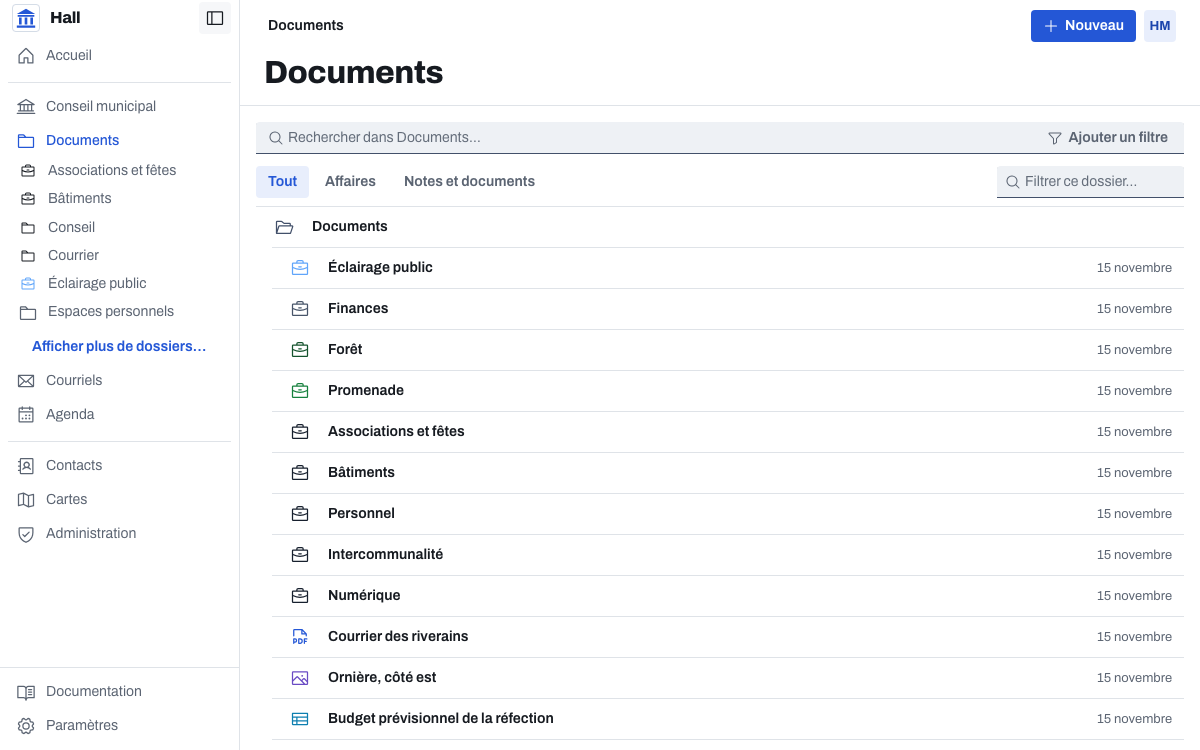 Hall
Accueil
Conseil municipal
Documents
Associations et fêtes
Bâtiments
Conseil
Courrier
Éclairage public
Espaces personnels
Afficher plus de dossiers...
Courriels
Agenda
Contacts
Cartes
Administration
Documentation
Paramètres
Documents
Nouveau
HM
Documents
Rechercher dans Documents...
Ajouter un filtre
Tout
Affaires
Notes et documents
Filtrer ce dossier...
Documents
Éclairage public 15 novembre
Finances 15 novembre
Forêt 15 novembre
Promenade 15 novembre
Associations et fêtes 15 novembre
Bâtiments 15 novembre
Personnel 15 novembre
Intercommunalité 15 novembre
Numérique 15 novembre
PDF Courrier des riverains 15 novembre
Ornière, côté est 15 novembre
Budget prévisionnel de la réfection 15 novembre